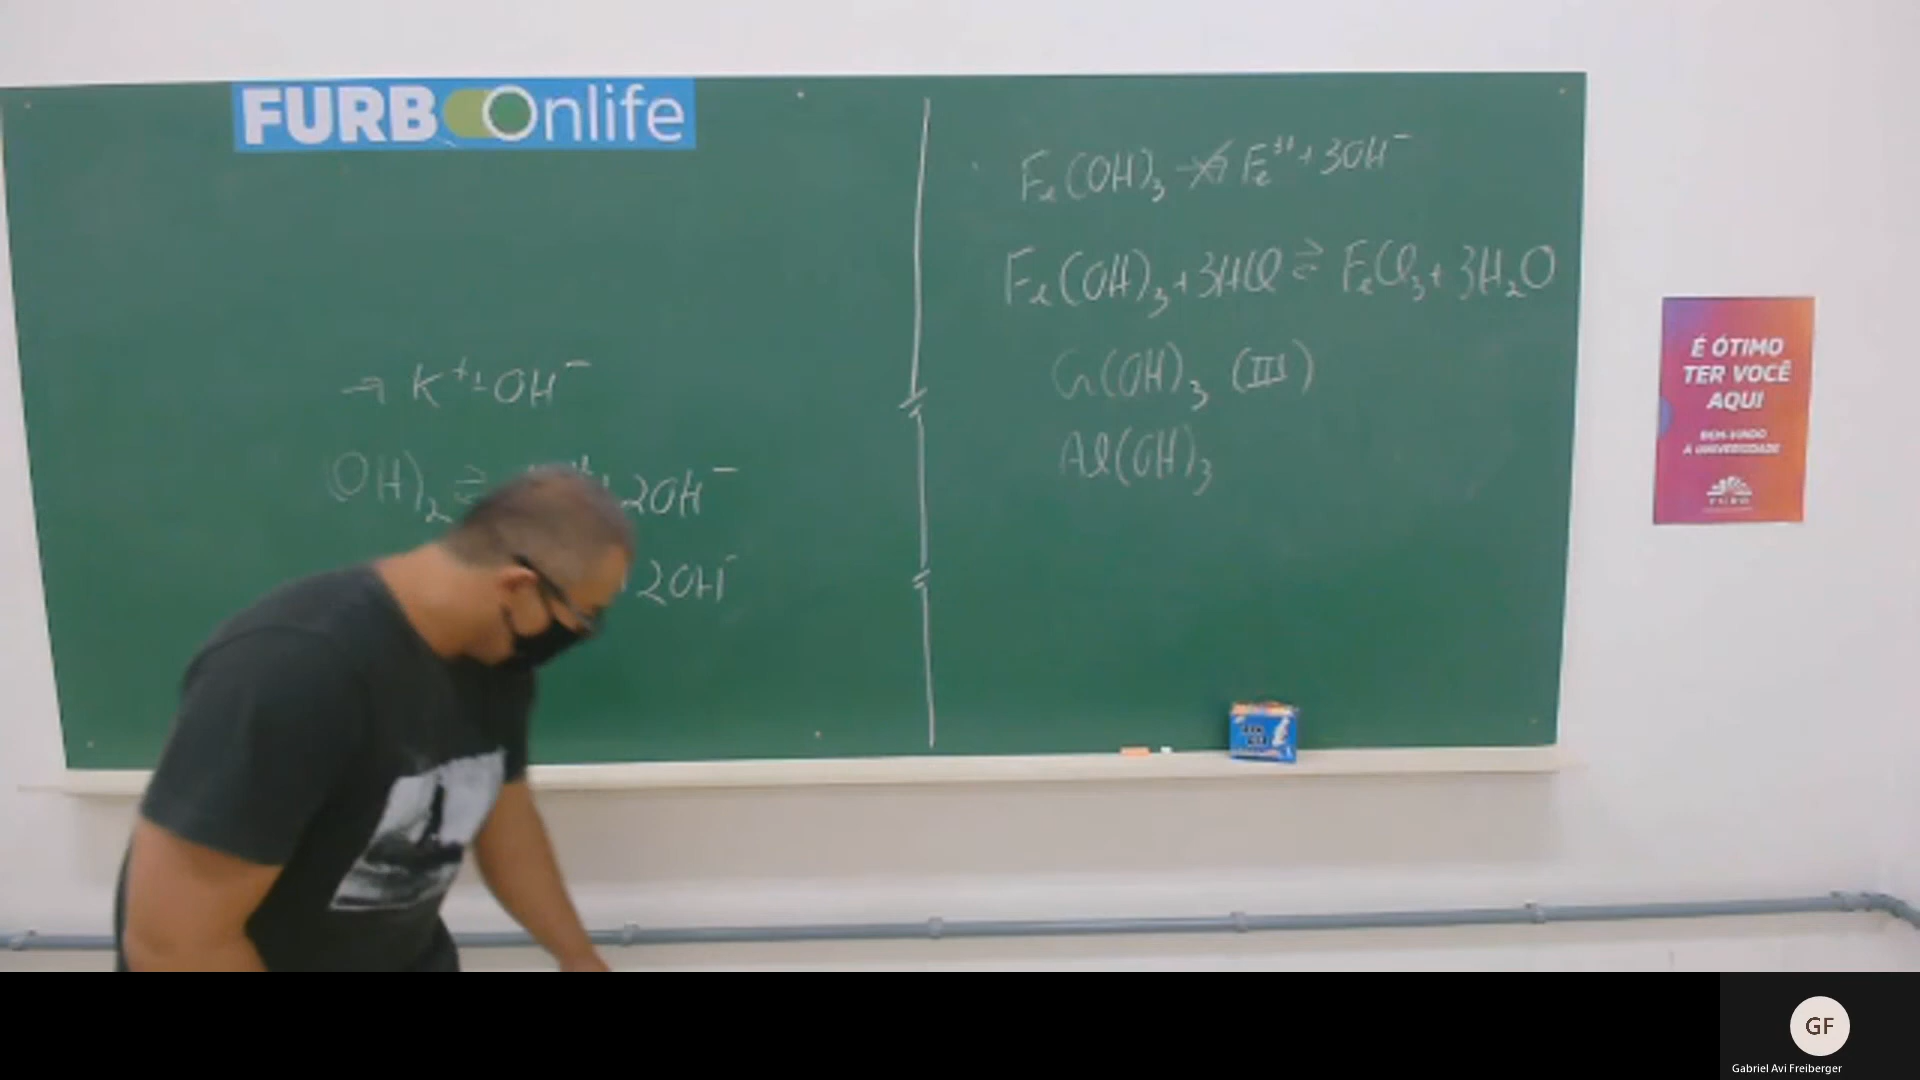 FURB Onlife
→ K⁺ + OH⁻
OH)₂ ⇌ + 2OH⁻
+ 2OH⁻
Fe(OH)₃ Fe³⁺ + 3OH⁻
Fe(OH)₃ + 3HCl ⇌ FeCl₃ + 3H₂O
Cr(OH)₃ (III)
Al(OH)₃
É ÓTIMO
TER VOCÊ
AQUI
BEM-VINDO
À UNIVERSIDADE
FURB
GF
Gabriel Avi Freiberger